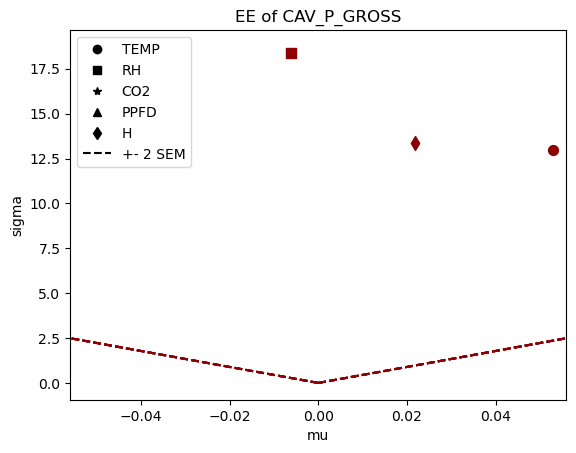 EE of CAV_P_GROSS
TEMP
RH
CO2
PPFD
H
+- 2 SEM
sigma
17.5
15.0
12.5
10.0
7.5
5.0
2.5
0.0
−0.04
−0.02
0.00
0.02
0.04
mu